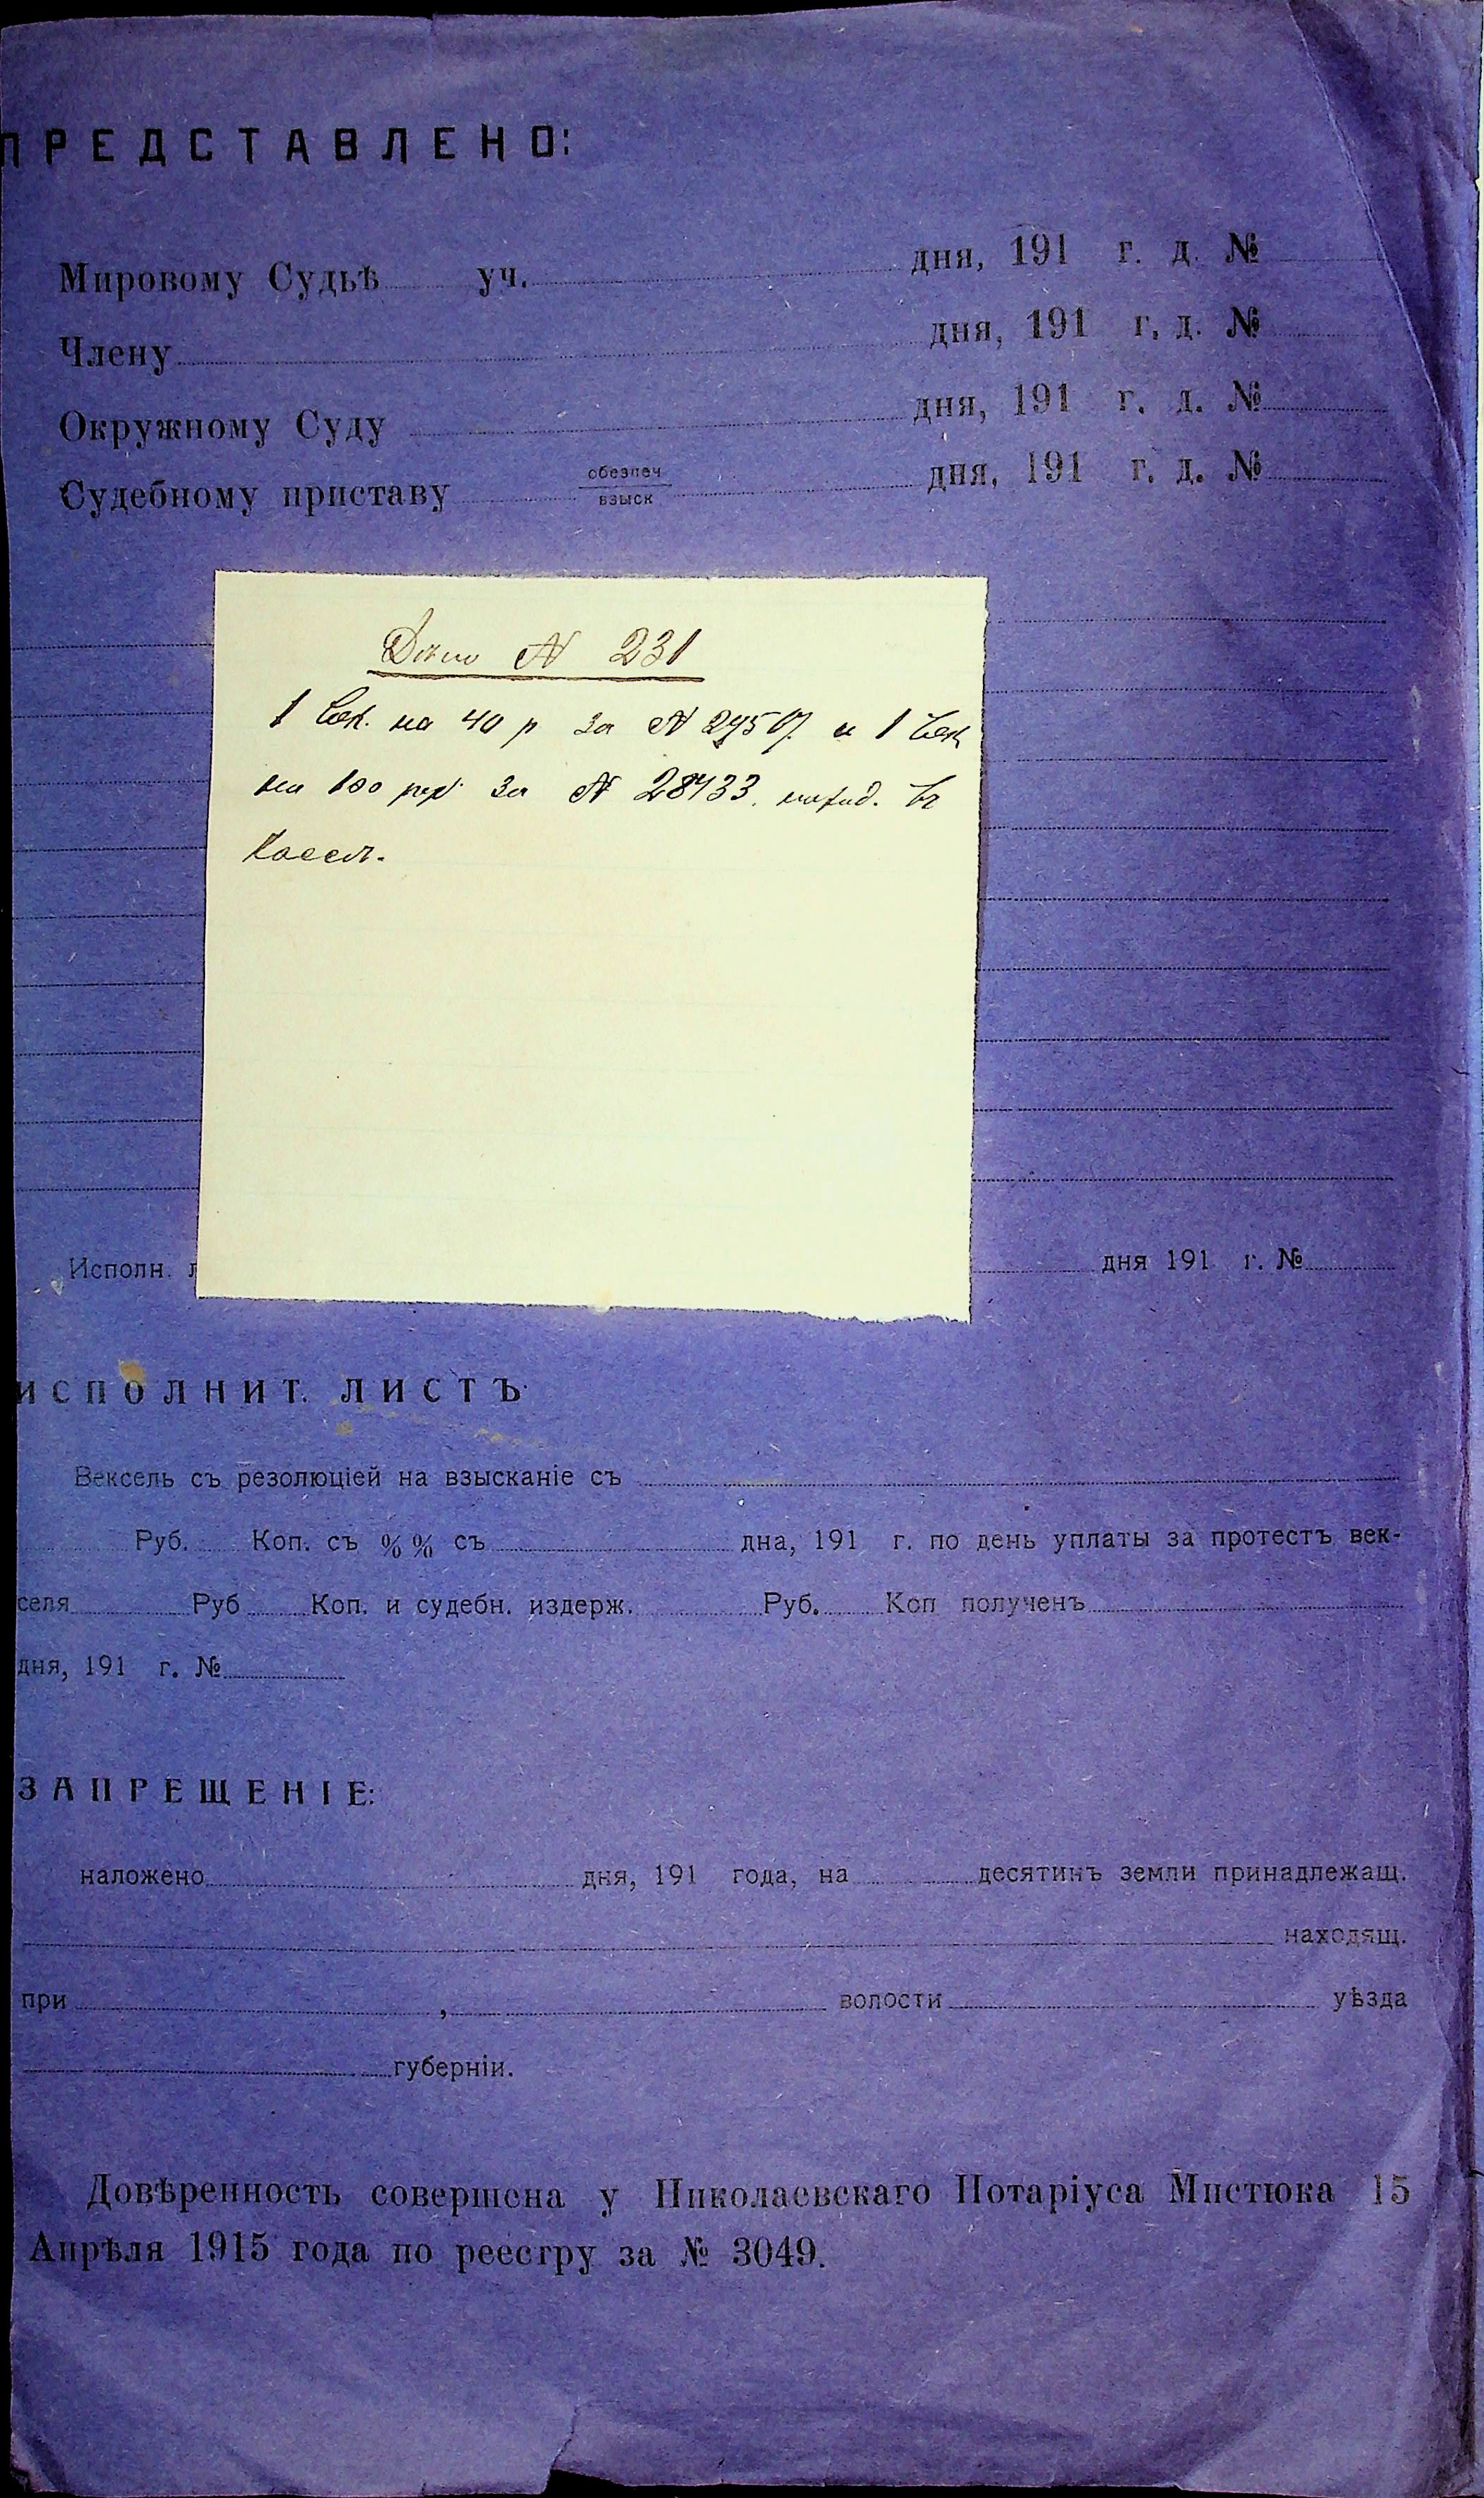 ПРЕДСТАВЛЕНО:
Мировому Судьѣ уч. дня, 191 г. д. №
Члену дня, 191 г. д. №
Окружному Суду дня, 191 г. д. №
Судебному приставу обезпеч взыск дня, 191 г. д. №
Дѣло № 231
1 век. на 40 р за № и 1 век
на 100 руб. за № 28433. наход. въ
Кассѣ.
Исполн. дня 191 г. №
ИСПОЛНИТ. ЛИСТЪ
Вексель съ резолюціей на взысканіе съ
Руб. Коп. съ %% съ дна, 191 г. по день уплаты за протестъ век-
селя Руб Коп. и судебн. издерж. Руб. Коп полученъ
дня, 191 г. №
ЗАПРЕЩЕНІЕ:
наложено дня, 191 года, на десятинъ земли принадлежащ.
находящ.
при , волости уѣзда
губерніи.
Довѣренность совершена у Николаевскаго Нотаріуса Мистюка 15
Апрѣля 1915 года по реестру за № 3049.